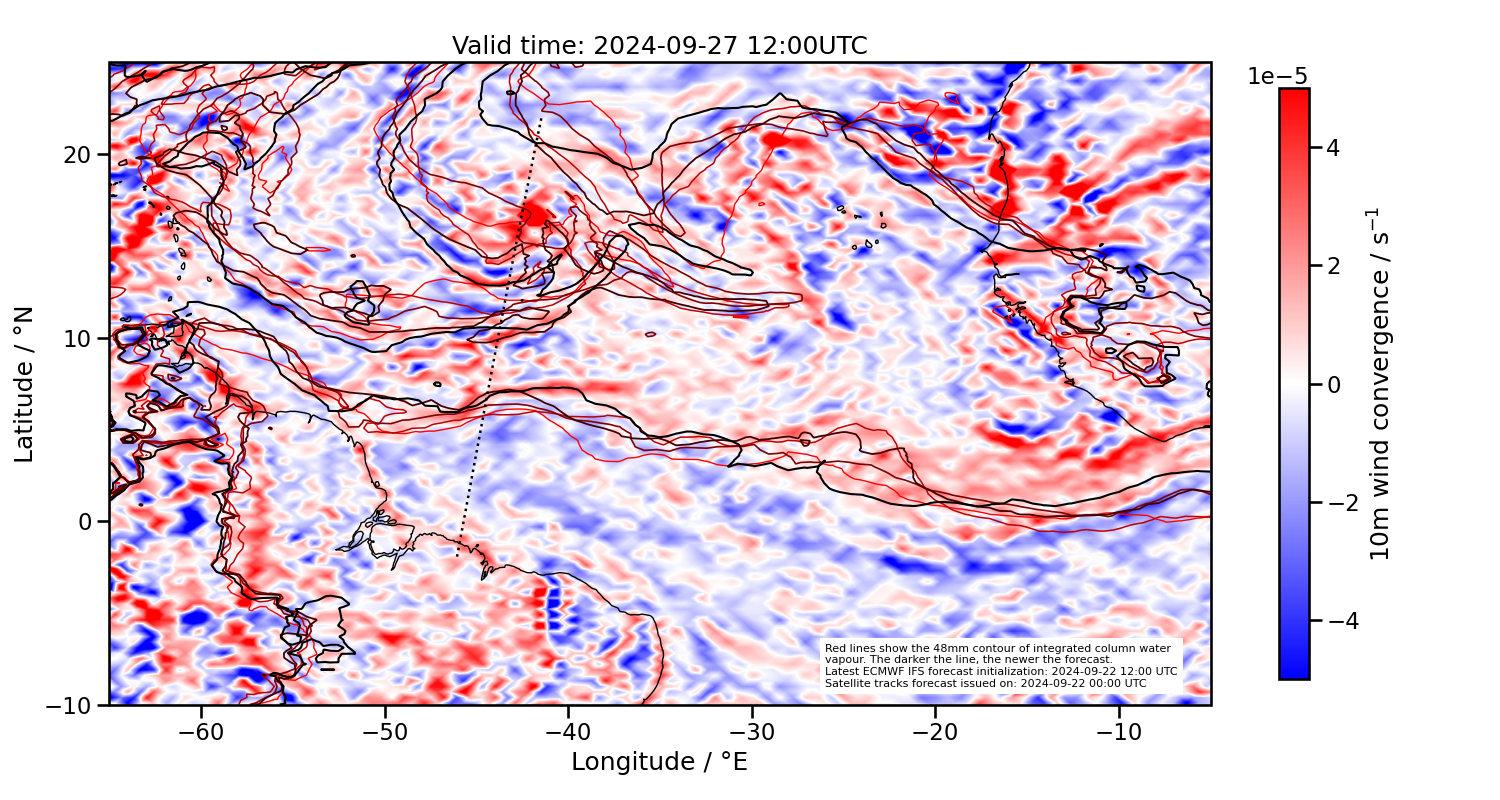 Valid time: 2024-09-27 12:00UTC
1e−5
Latitude / °N
20
10
0
−10
−60
−50
−40
−30
−20
−10
Longitude / °E
4
2
0
−2
−4
10m wind convergence / s⁻¹
Red lines show the 48mm contour of integrated column water
vapour. The darker the line, the newer the forecast.
Latest ECMWF IFS forecast initialization: 2024-09-22 12:00 UTC
Satellite tracks forecast issued on: 2024-09-22 00:00 UTC